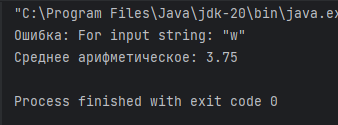 "C:\Program Files\Java\jdk-20\bin\java.ex
Ошибка: For input string: "w"
Среднее арифметическое: 3.75
Process finished with exit code 0